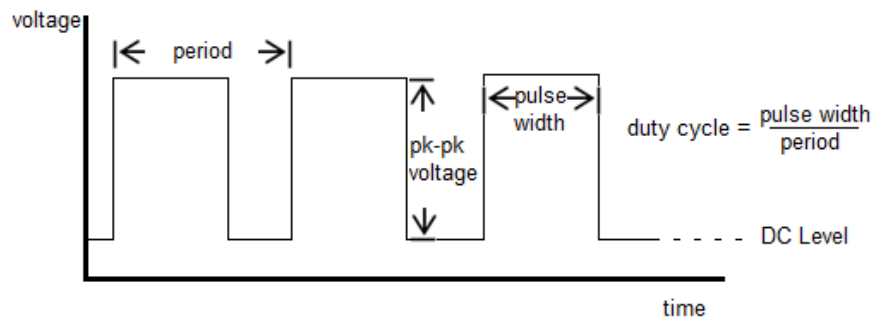 voltage
period
pulse
width
pk-pk
voltage
duty cycle = pulse width
period
DC Level
time